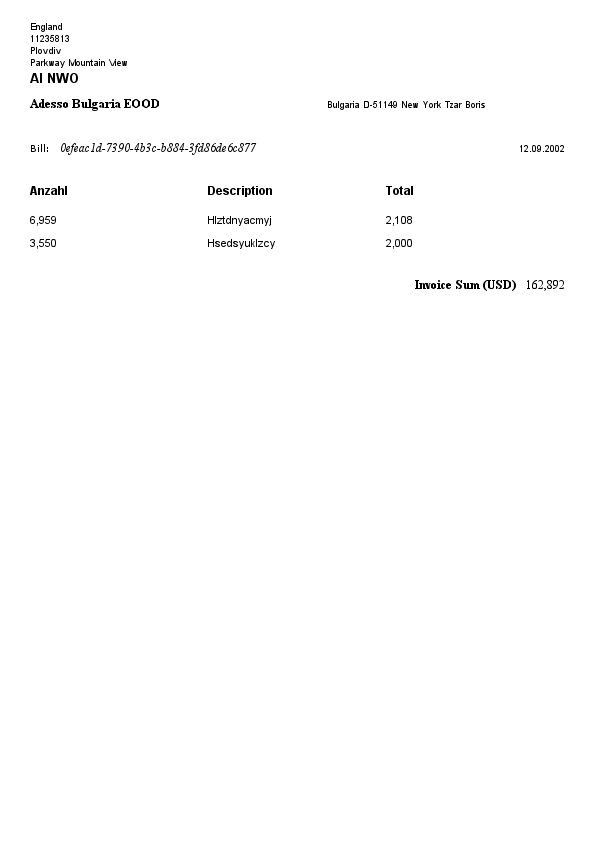 England
11235813
Plovdiv
Parkway Mountain View
AI NWO
Adesso Bulgaria EOOD Bulgaria D-51149 New York Tzar Boris
Bill: 0efeac1d-7390-4b3c-b884-3fd86de6c877 12.09.2002
Anzahl Description Total
6,959 Hlztdnyacmyj 2,108
3,550 Hsedsyuklzcy 2,000
Invoice Sum (USD) 162,892